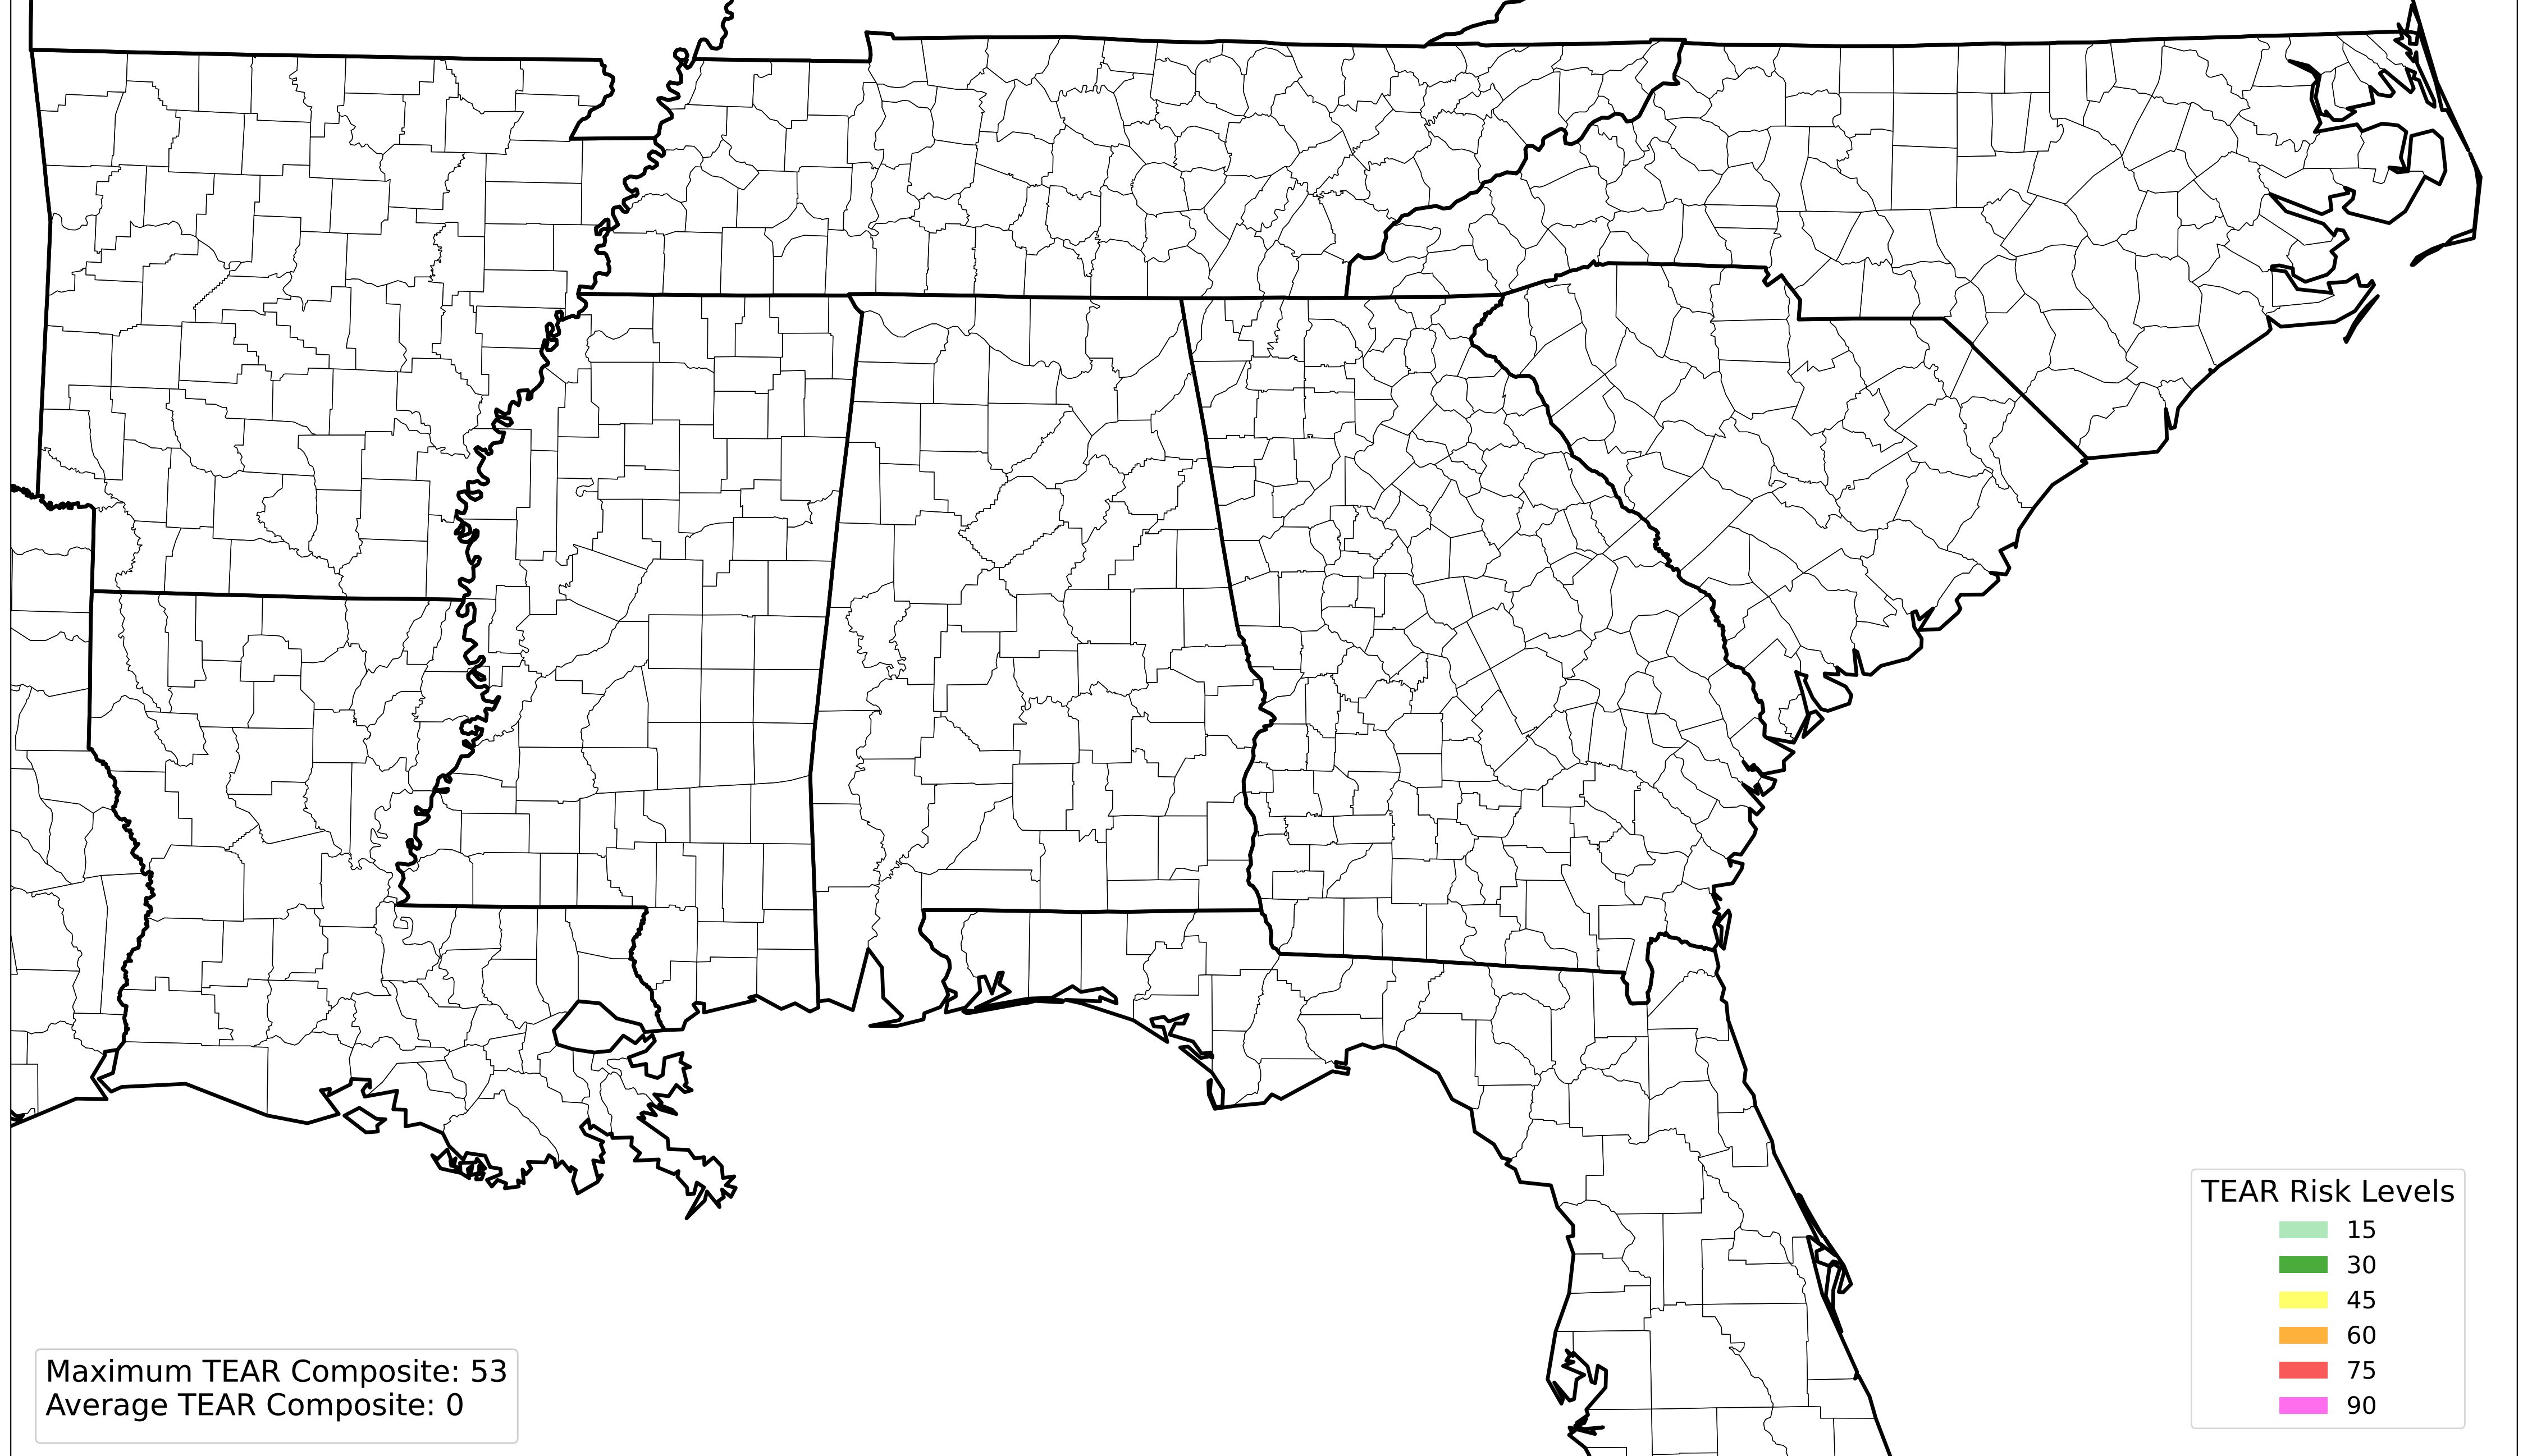 TEAR Risk Levels
15
30
45
60
75
90
Maximum TEAR Composite: 53
Average TEAR Composite: 0